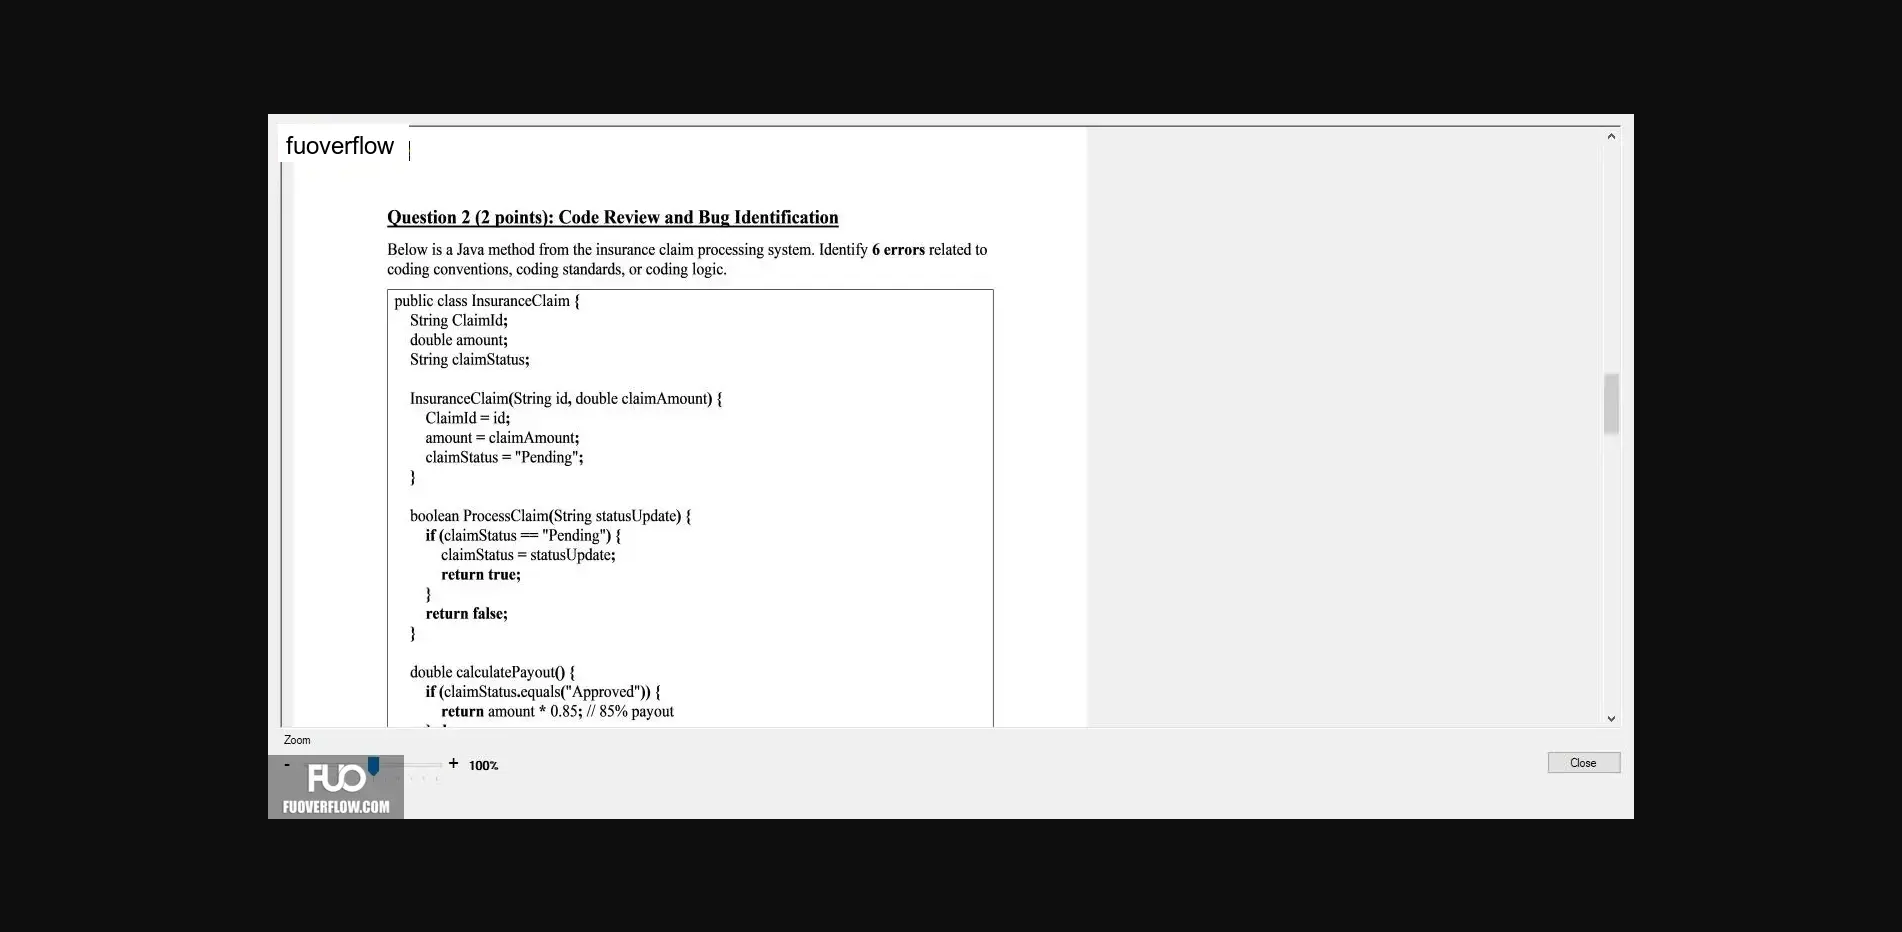 fuoverflow
Question 2 (2 points): Code Review and Bug Identification
Below is a Java method from the insurance claim processing system. Identify 6 errors related to
coding conventions, coding standards, or coding logic.
public class InsuranceClaim {
String ClaimId;
double amount;
String claimStatus;
InsuranceClaim(String id, double claimAmount) {
ClaimId = id;
amount = claimAmount;
claimStatus = "Pending";
}
boolean ProcessClaim(String statusUpdate) {
if (claimStatus == "Pending") {
claimStatus = statusUpdate;
return true;
}
return false;
}
double calculatePayout() {
if (claimStatus.equals("Approved")) {
return amount * 0.85; // 85% payout
Zoom
- + 100%
Close
FUO
FUOVERFLOW.COM